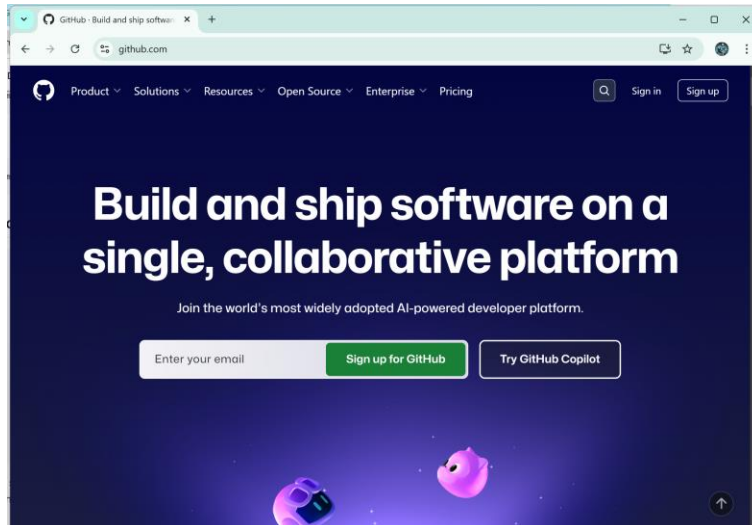 GitHub · Build and ship softwar
github.com
Product Solutions Resources Open Source Enterprise Pricing Sign in Sign up
Build and ship software on a
single, collaborative platform
Join the world's most widely adopted AI-powered developer platform.
Enter your email Sign up for GitHub Try GitHub Copilot